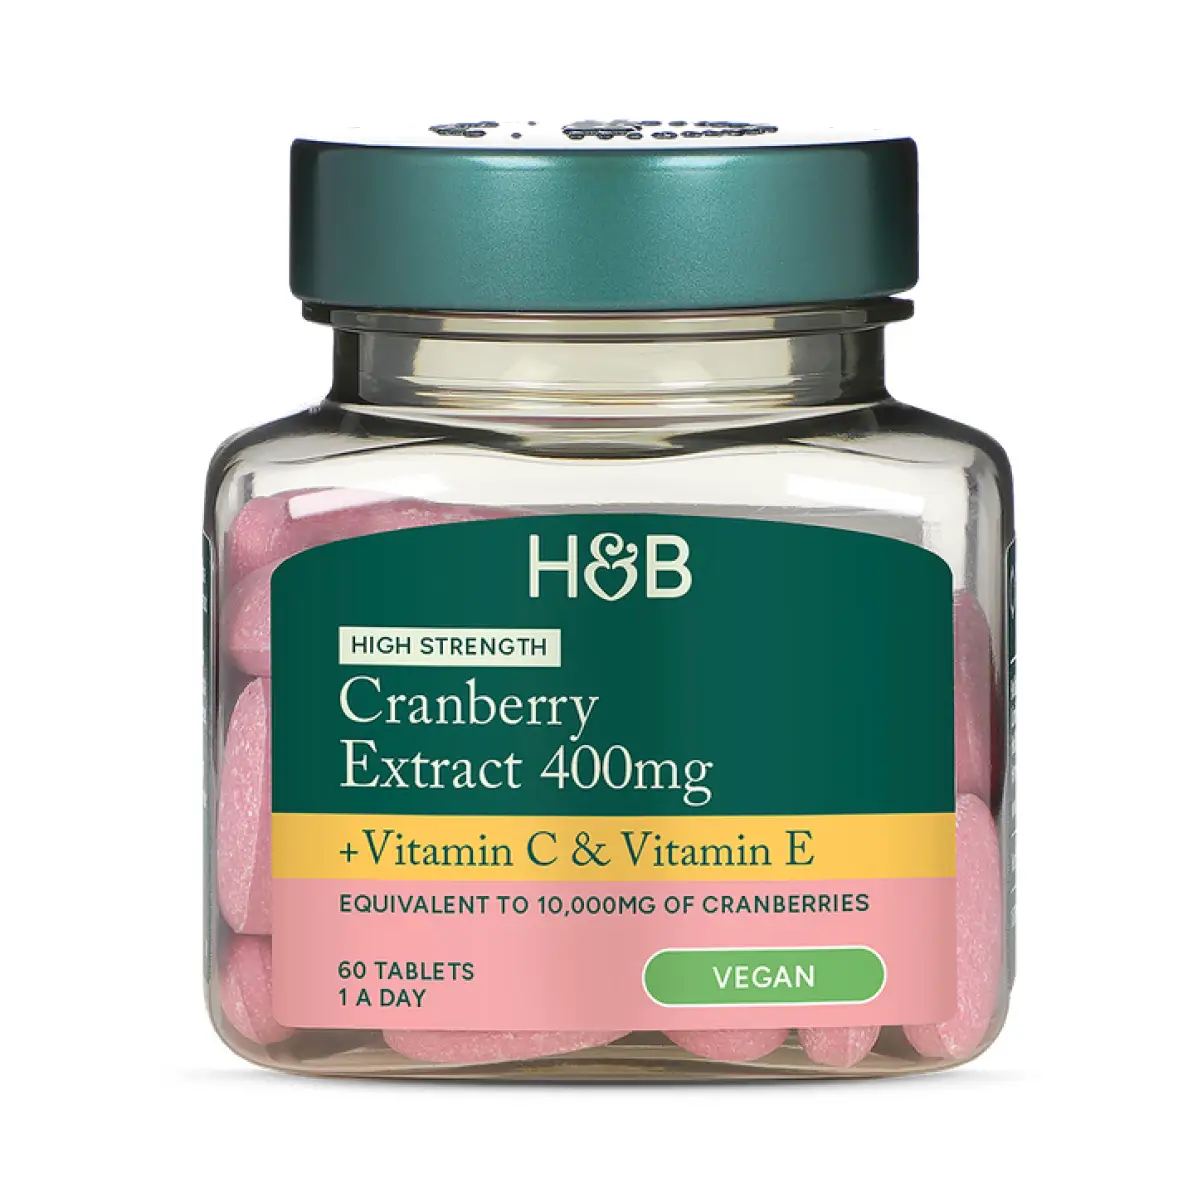 H&B
HIGH STRENGTH
Cranberry
Extract 400mg
+Vitamin C & Vitamin E
EQUIVALENT TO 10,000MG OF CRANBERRIES
60 TABLETS
1 A DAY
VEGAN